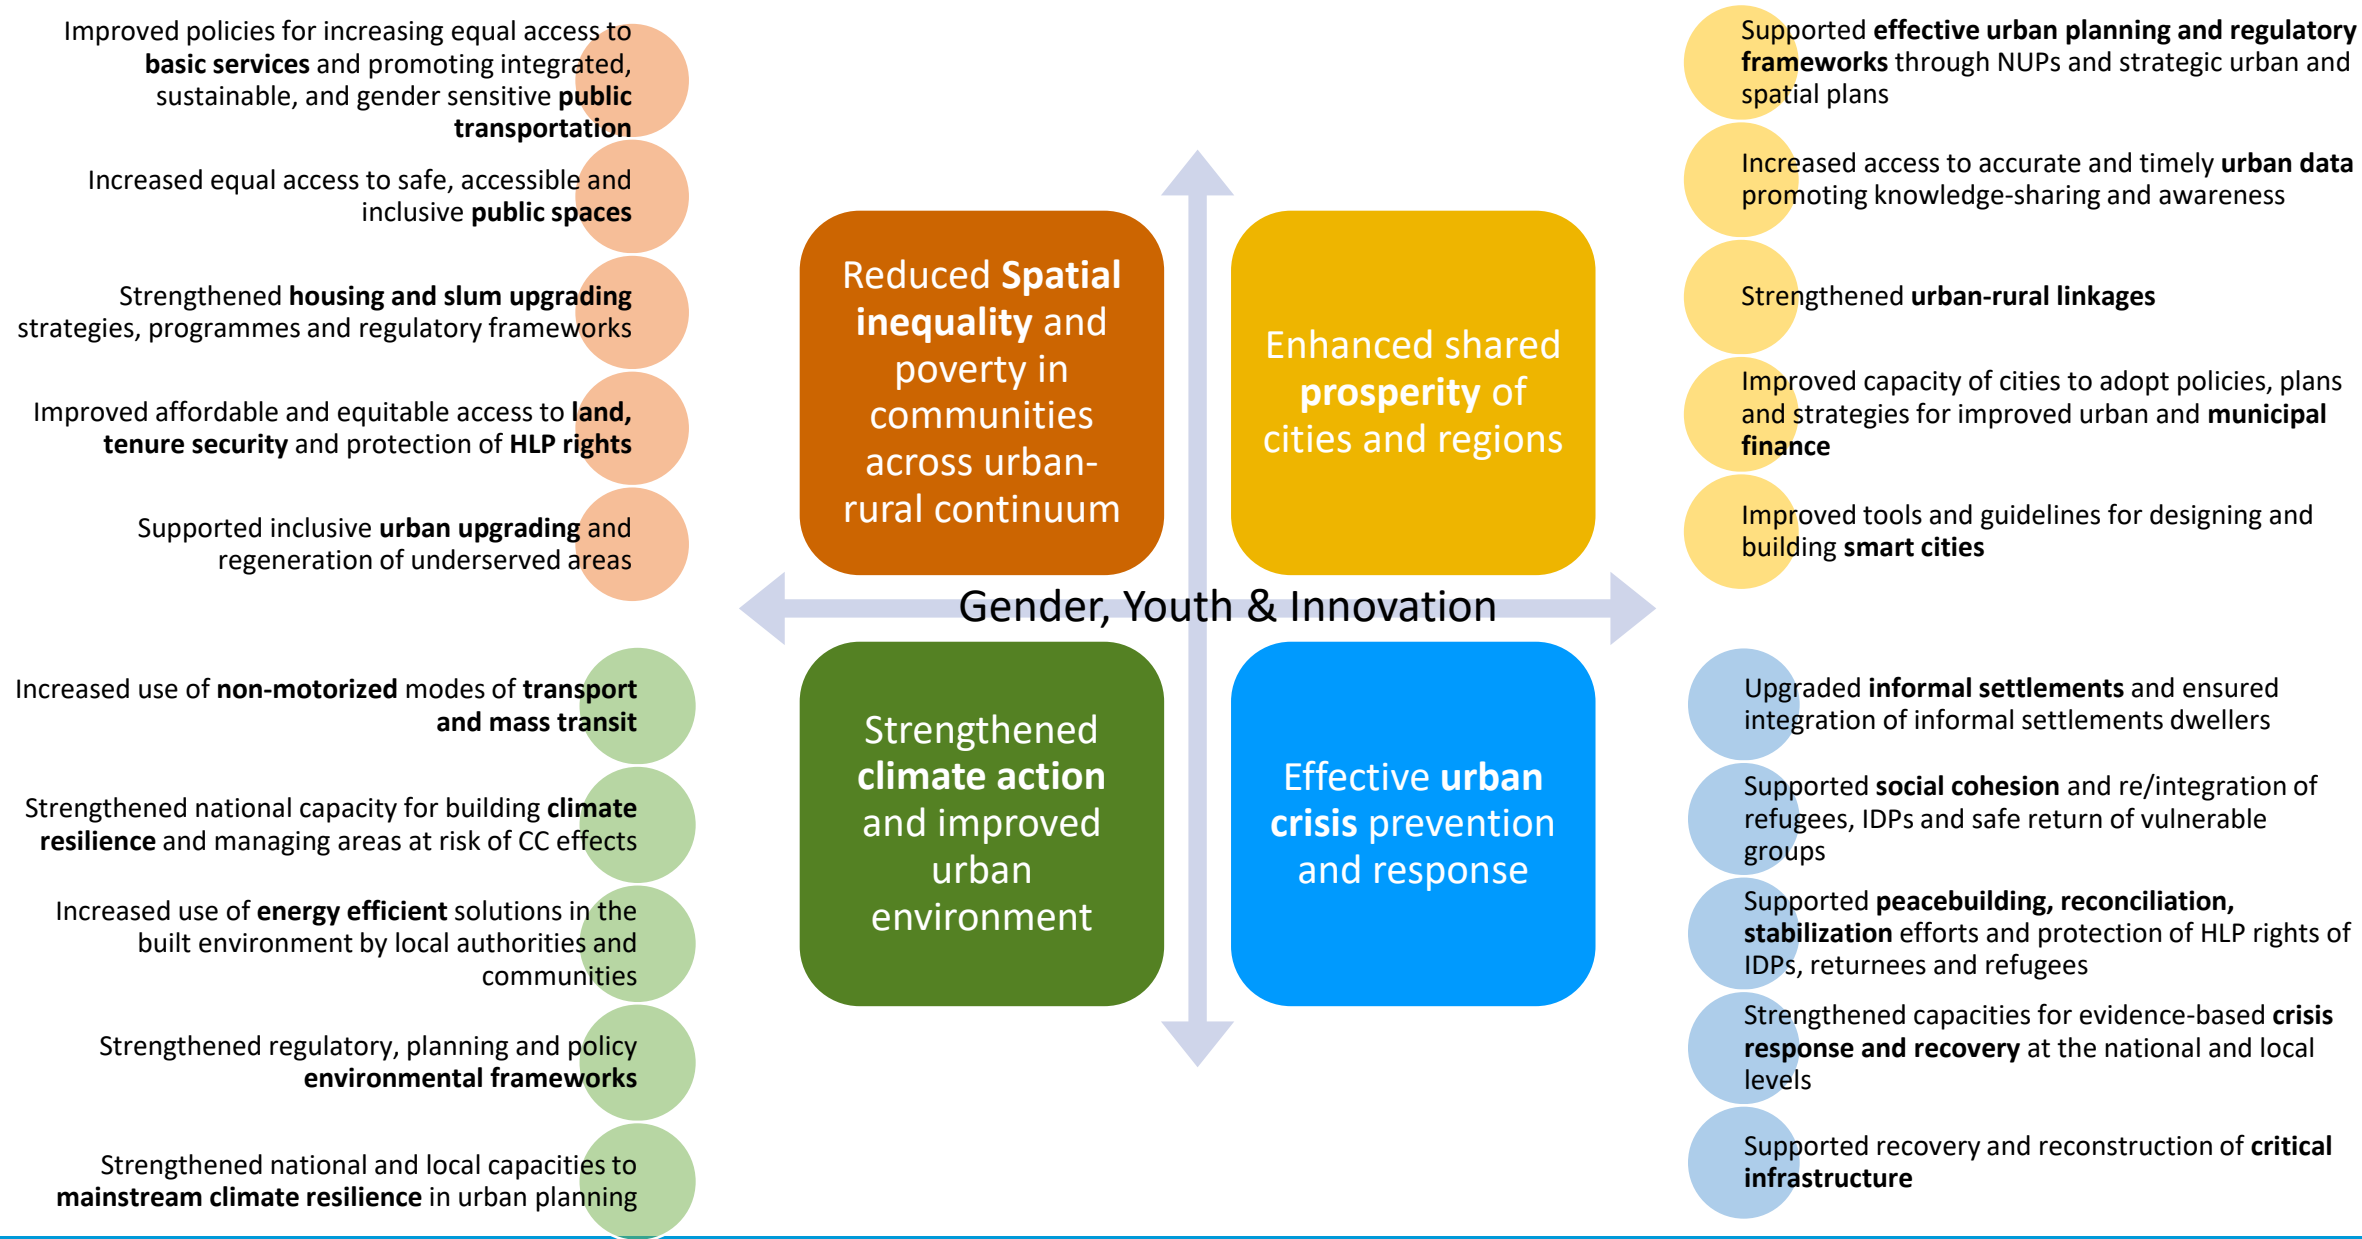 Improved policies for increasing equal access to
basic services and promoting integrated,
sustainable, and gender sensitive public
transportation
Increased equal access to safe, accessible and
inclusive public spaces
Strengthened housing and slum upgrading
strategies, programmes and regulatory frameworks
Improved affordable and equitable access to land,
tenure security and protection of HLP rights
Supported inclusive urban upgrading and
regeneration of underserved areas
Reduced Spatial
inequality and
poverty in
communities
across urban-
rural continuum
Enhanced shared
prosperity of
cities and regions
Supported effective urban planning and regulatory
frameworks through NUPs and strategic urban and
spatial plans
Increased access to accurate and timely urban data
promoting knowledge-sharing and awareness
Strengthened urban-rural linkages
Improved capacity of cities to adopt policies, plans
and strategies for improved urban and municipal
finance
Improved tools and guidelines for designing and
building smart cities
Gender, Youth & Innovation
Increased use of non-motorized modes of transport
and mass transit
Strengthened national capacity for building climate
resilience and managing areas at risk of CC effects
Increased use of energy efficient solutions in the
built environment by local authorities and
communities
Strengthened regulatory, planning and policy
environmental frameworks
Strengthened national and local capacities to
mainstream climate resilience in urban planning
Strengthened
climate action
and improved
urban
environment
Effective urban
crisis prevention
and response
Upgraded informal settlements and ensured
integration of informal settlements dwellers
Supported social cohesion and re/integration of
refugees, IDPs and safe return of vulnerable
groups
Supported peacebuilding, reconciliation,
stabilization efforts and protection of HLP rights of
IDPs, returnees and refugees
Strengthened capacities for evidence-based crisis
response and recovery at the national and local
levels
Supported recovery and reconstruction of critical
infrastructure